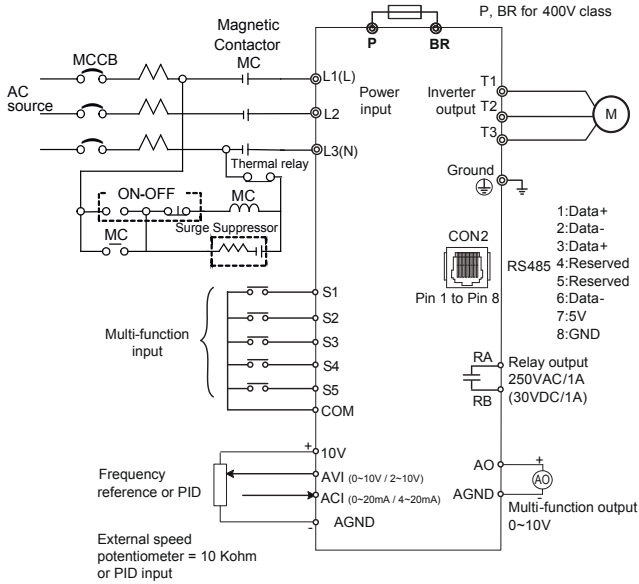 P, BR for 400V class
P
BR
Magnetic
Contactor
MC
MCCB
AC
source
L1(L)
L2
L3(N)
Power
input
Inverter
output
T1
T2
T3
M
Thermal relay
ON-OFF
MC
Surge Suppressor
MC
Ground
CON2
RS485
Pin 1 to Pin 8
1:Data+
2:Data-
3:Data+
4:Reserved
5:Reserved
6:Data-
7:5V
8:GND
Multi-function
input
S1
S2
S3
S4
S5
COM
RA
RB
Relay output
250VAC/1A
(30VDC/1A)
+
10V
AVI (0~10V / 2~10V)
ACI (0~20mA / 4~20mA)
-
AGND
Frequency
reference or PID
AO
AGND
+
AO
-
Multi-function output
0~10V
External speed
potentiometer = 10 Kohm
or PID input